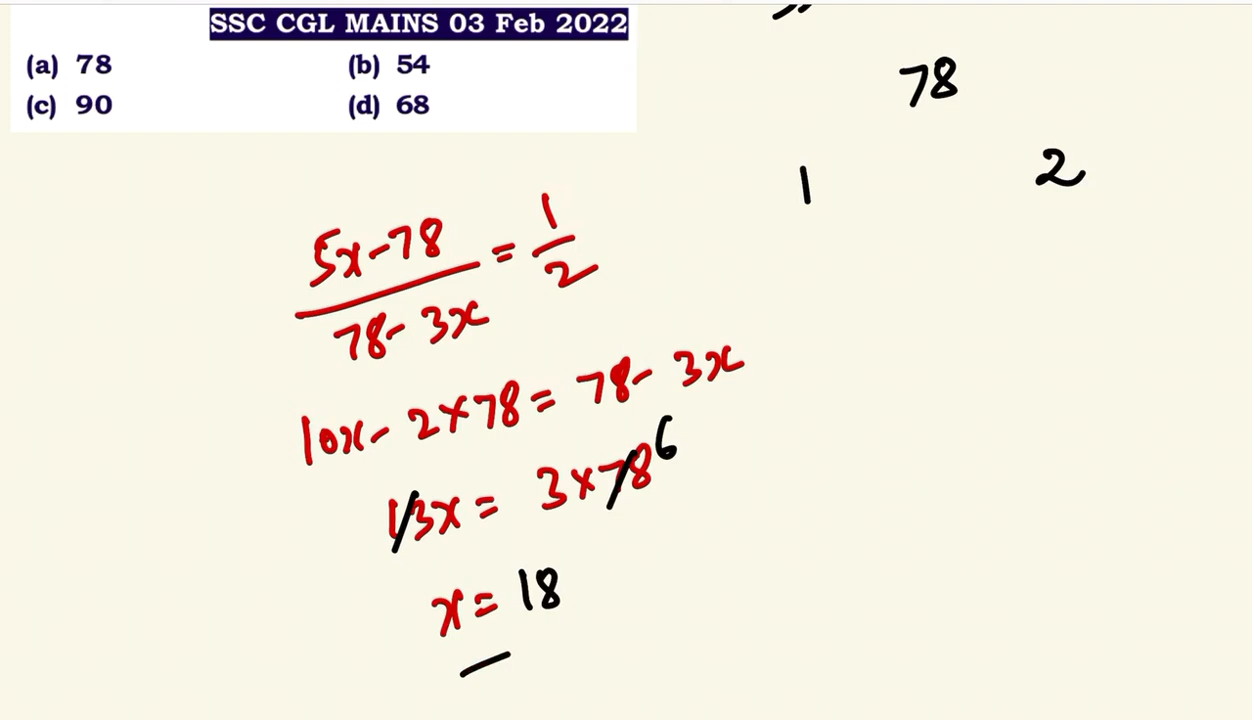 SSC CGL MAINS 03 Feb 2022
(a) 78 (b) 54
(c) 90 (d) 68
78
1 2
5x-78 / 78-3x = 1/2
10x - 2×78 = 78 - 3x
13x = 3×78 6
x = 18